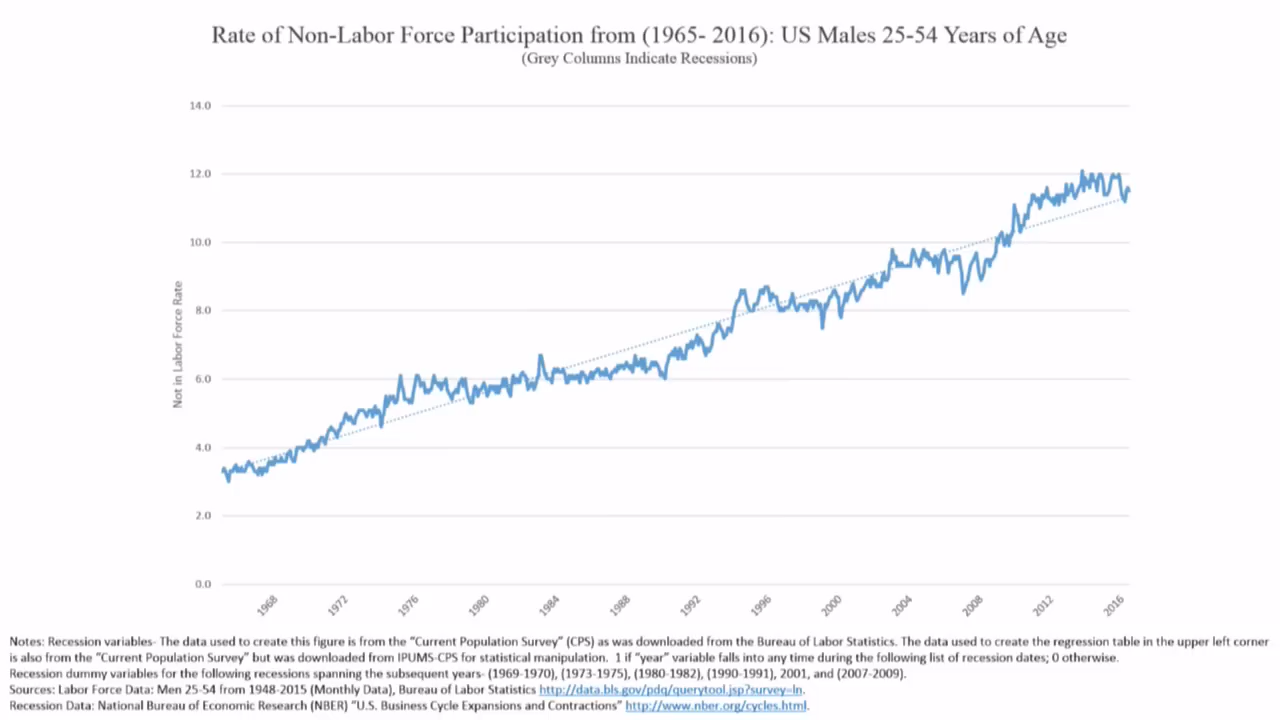 Rate of Non-Labor Force Participation from (1965- 2016): US Males 25-54 Years of Age
(Grey Columns Indicate Recessions)
14.0
12.0
10.0
8.0
6.0
4.0
2.0
0.0
Not in Labor Force Rate
1968
1972
1976
1980
1984
1988
1992
1996
2000
2004
2008
2012
2016
Notes: Recession variables- The data used to create this figure is from the "Current Population Survey" (CPS) as was downloaded from the Bureau of Labor Statistics. The data used to create the regression table in the upper left corner
is also from the "Current Population Survey" but was downloaded from IPUMS-CPS for statistical manipulation. 1 if "year" variable falls into any time during the following list of recession dates; 0 otherwise.
Recession dummy variables for the following recessions spanning the subsequent years- (1969-1970), (1973-1975), (1980-1982), (1990-1991), 2001, and (2007-2009).
Sources: Labor Force Data: Men 25-54 from 1948-2015 (Monthly Data), Bureau of Labor Statistics http://data.bls.gov/pdq/querytool.jsp?survey=ln.
Recession Data: National Bureau of Economic Research (NBER) "U.S. Business Cycle Expansions and Contractions" http://www.nber.org/cycles.html.